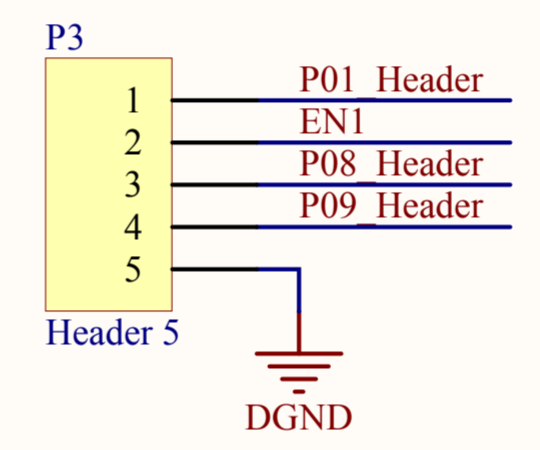 P3
1 P01_Header
2 EN1
3 P08_Header
4 P09_Header
5
Header 5
DGND